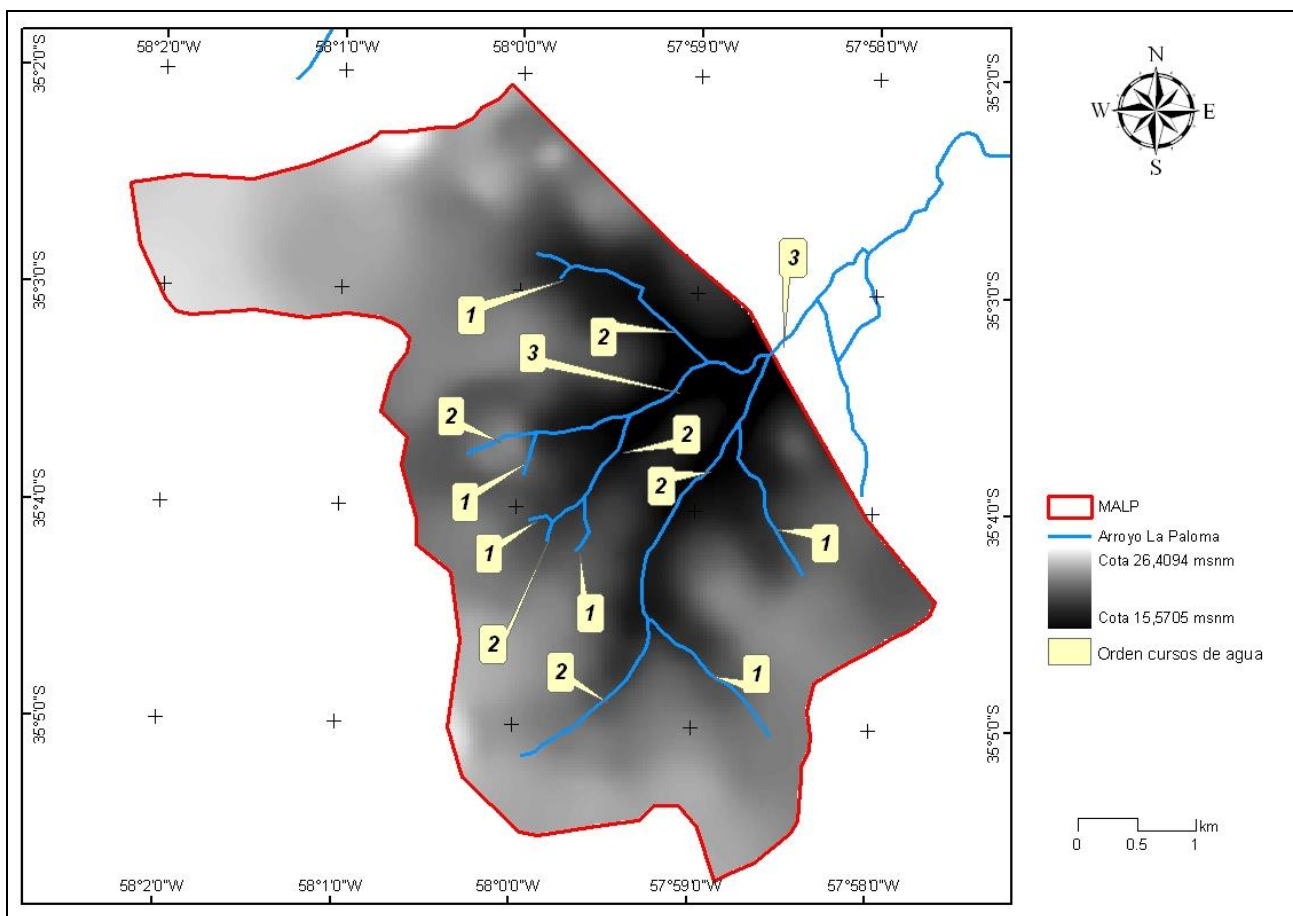 58°2'0"W 58°1'0"W 58°0'0"W 57°59'0"W 57°58'0"W
35°2'0"S
35°2'0"S
N
W E
S
3
35°3'0"S
35°3'0"S
1
2
3
2
2
2
35°4'0"S
1
35°4'0"S
1
1
1
2
2
1
35°5'0"S
35°5'0"S
MALP
Arroyo La Paloma
Cota 26,4094 msnm
Cota 15,5705 msnm
Orden cursos de agua
km
0 0.5 1
58°2'0"W 58°1'0"W 58°0'0"W 57°59'0"W 57°58'0"W